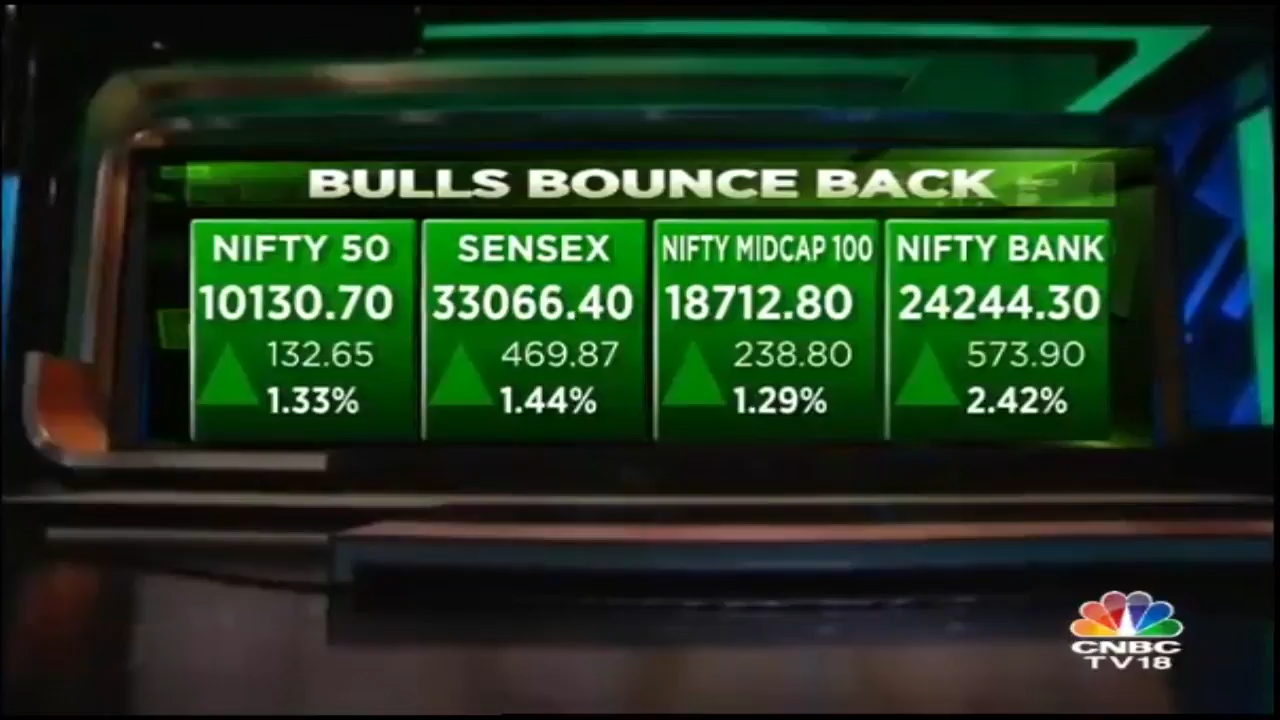 BULLS BOUNCE BACK
NIFTY 50
10130.70
132.65
1.33%
SENSEX
33066.40
469.87
1.44%
NIFTY MIDCAP 100
18712.80
238.80
1.29%
NIFTY BANK
24244.30
573.90
2.42%
CNBC
TV18